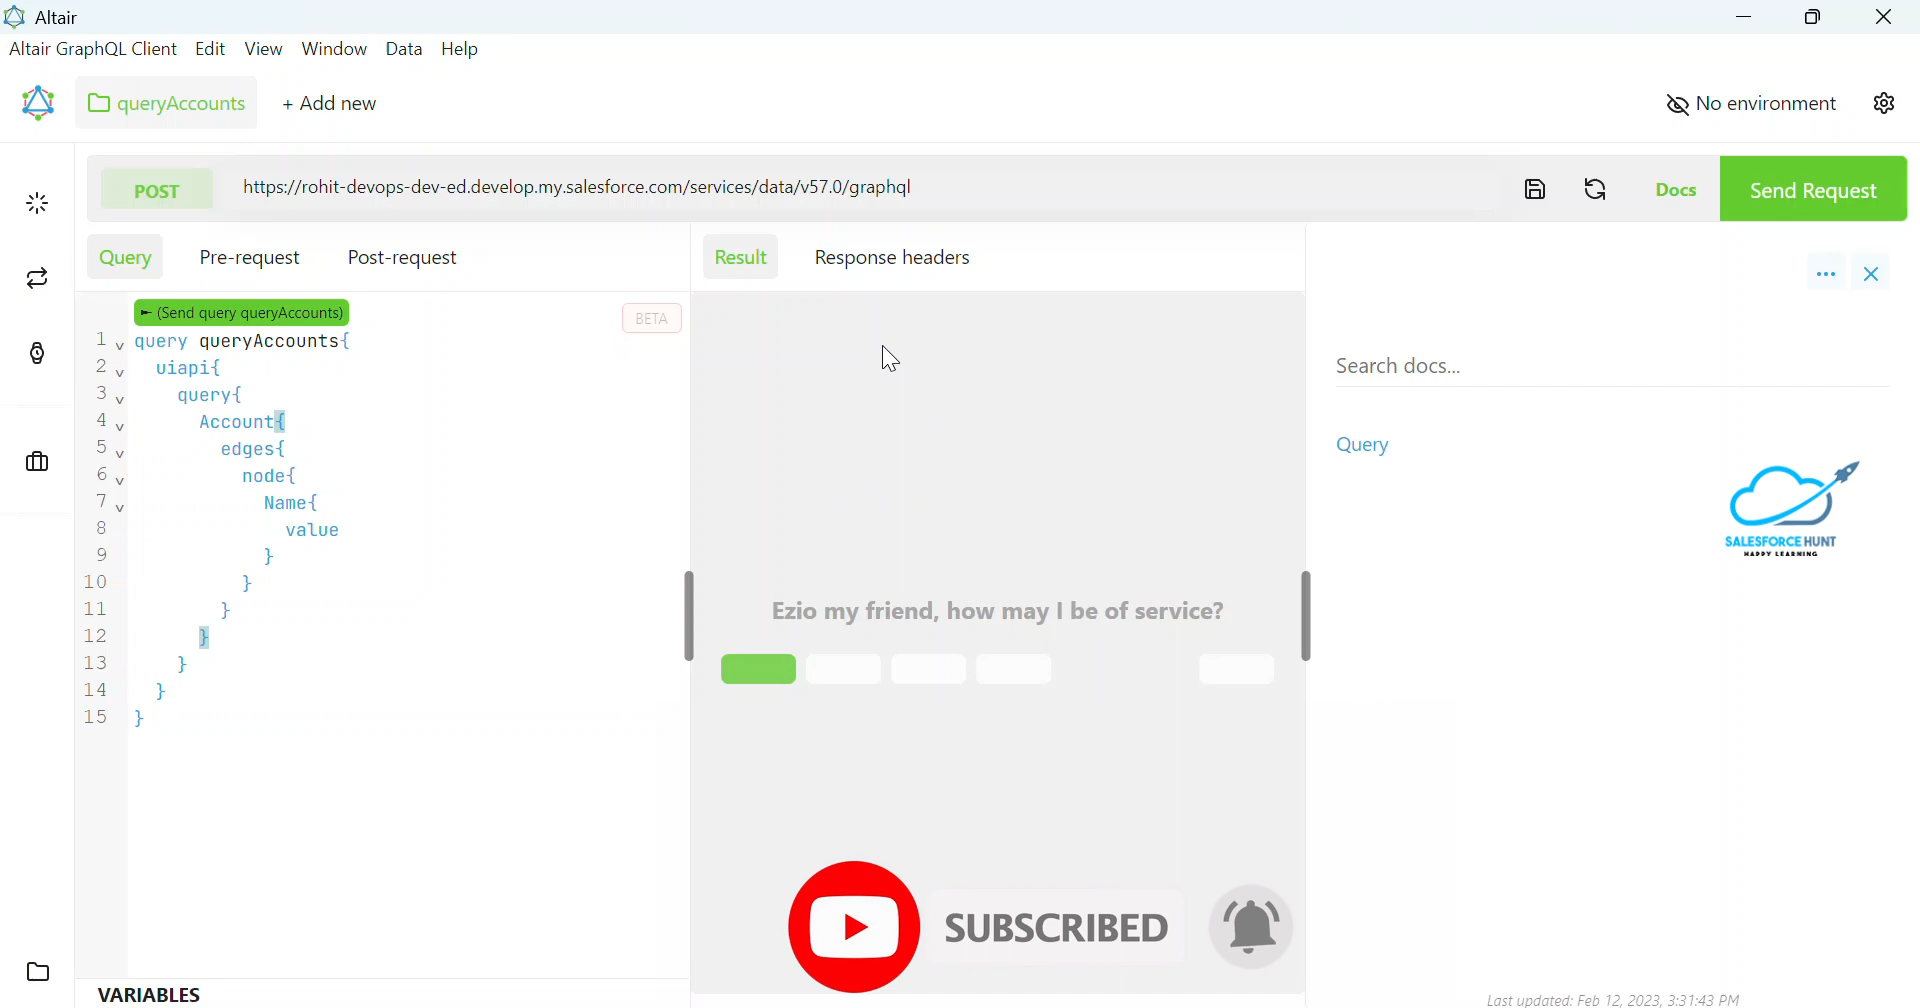 Altair
Altair GraphQL Client Edit View Window Data Help
queryAccounts + Add new No environment
POST https://rohit-devops-dev-ed.develop.my.salesforce.com/services/data/v57.0/graphql Docs Send Request
Query Pre-request Post-request Result Response headers
(Send query queryAccounts) BETA
1 query queryAccounts{
2 uiapi{
3 query{
4 Account{
5 edges{
6 node{
7 Name{
8 value
9 }
10 }
11 }
12 }
13 }
14 }
15 }
VARIABLES
Ezio my friend, how may I be of service?
SUBSCRIBED
Search docs...
Query
SALESFORCE HUNT
HAPPY LEARNING
Last updated: Feb 12, 2023, 3:31:43 PM